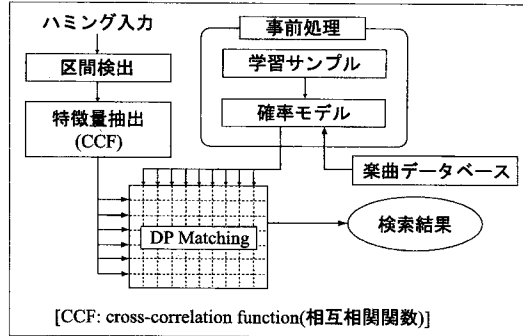 ハミング入力
区間検出
特徴量抽出
(CCF)
事前処理
学習サンプル
確率モデル
楽曲データベース
DP Matching
検索結果
[CCF: cross-correlation function(相互相関関数)]